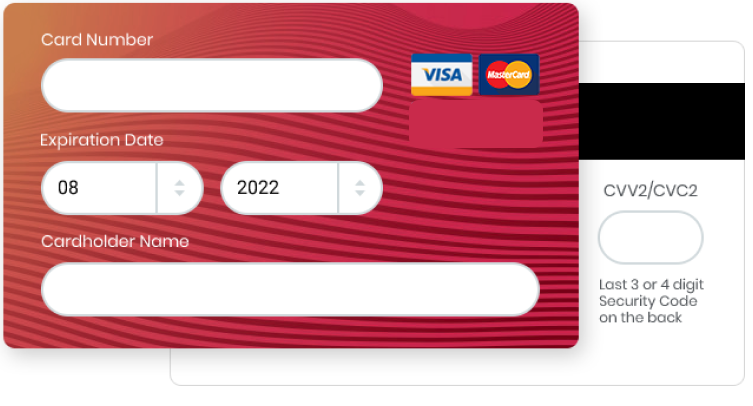 Card Number
VISA MasterCard
Expiration Date
08 2022
CVV2/CVC2
Cardholder Name
Last 3 or 4 digit
Security Code
on the back